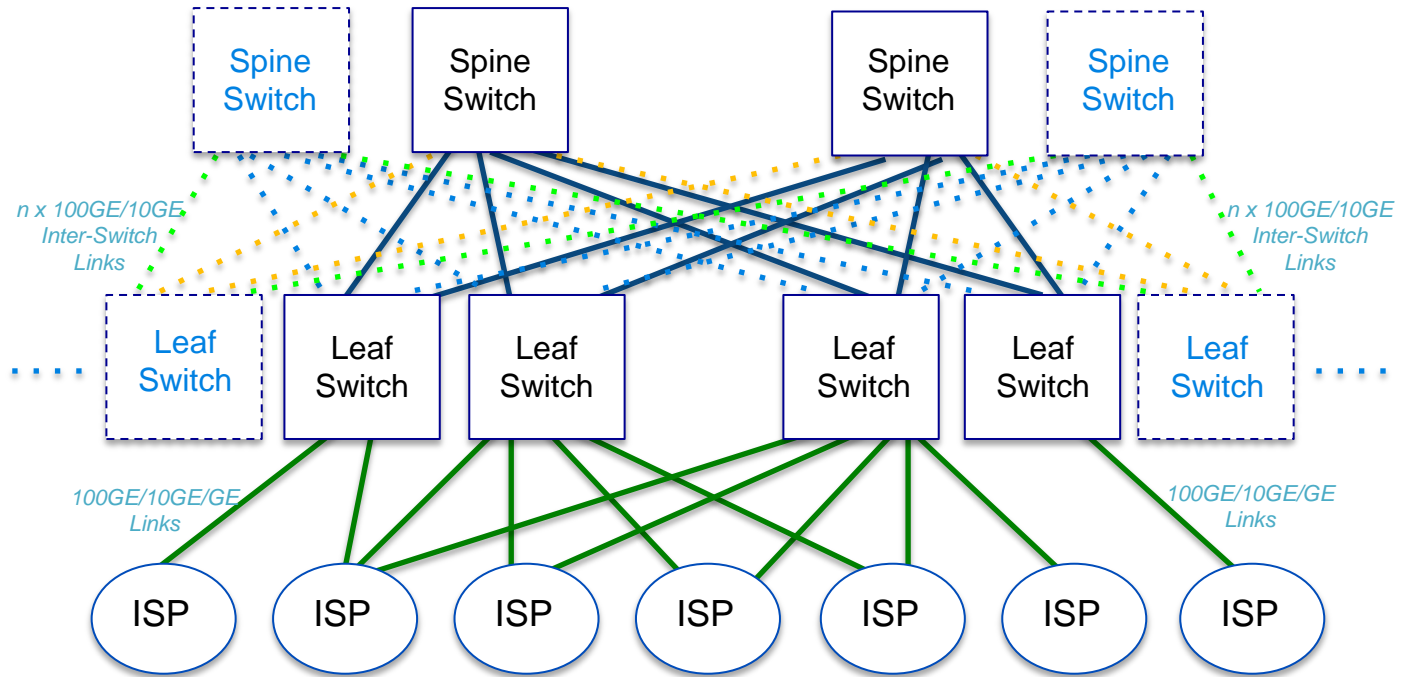 Spine
Switch
Spine
Switch
Spine
Switch
Spine
Switch
n x 100GE/10GE
Inter-Switch
Links
n x 100GE/10GE
Inter-Switch
Links
Leaf
Switch
Leaf
Switch
Leaf
Switch
Leaf
Switch
Leaf
Switch
Leaf
Switch
100GE/10GE/GE
Links
100GE/10GE/GE
Links
ISP
ISP
ISP
ISP
ISP
ISP
ISP